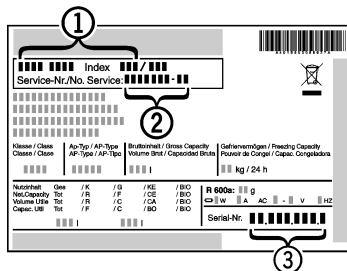 1
Index /
Service-Nr./No. Service: -
2
Klasse / Class
Classe / Clase
Ap-Typ / AP-Type
AP-Type / AP-Tipo
Bruttoinhalt / Gross Capacity
Volume Brut / Capacidad Bruta
Gefriervermögen / Freezing Capacity
Pouvoir de Congel / Capac. Congeladora
l
kg / 24 h
Nutzinhalt Ges / K / G / KE / BIO
Net.Capacity Tot / R / F / CE / BIO
Volume Utile Tot / R / C / CA / BIO
Capac. Util Tot / F / C / BO / BIO
l l
R 600a: g
W A AC - V HZ
Serial-Nr.
3